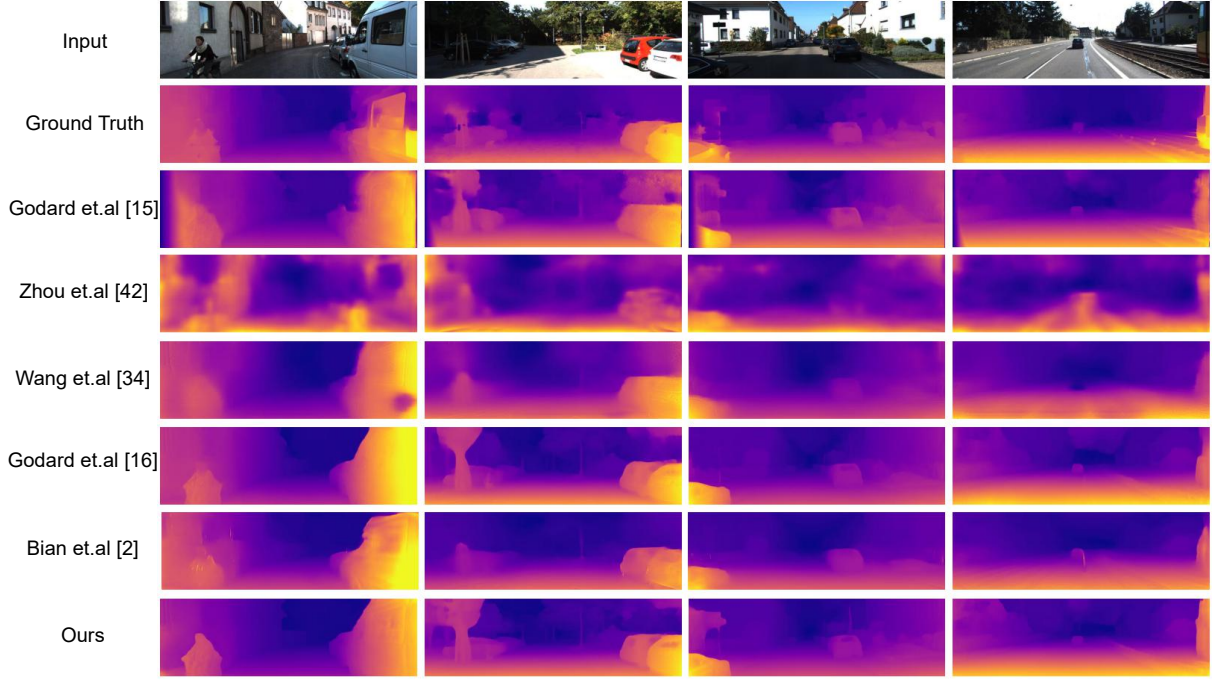 Input
Ground Truth
Godard et.al [15]
Zhou et.al [42]
Wang et.al [34]
Godard et.al [16]
Bian et.al [2]
Ours